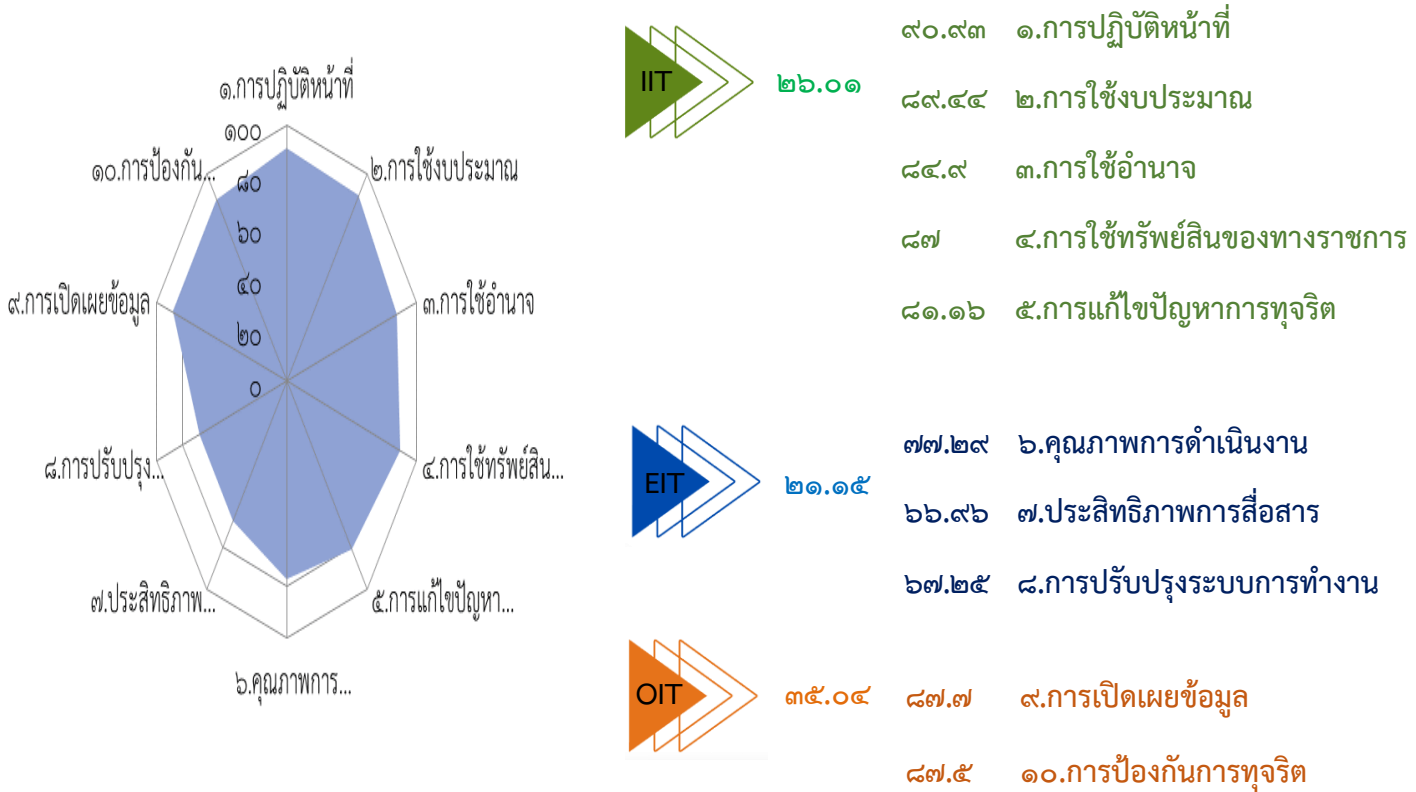 ๑.การปฏิบัติหน้าที่
๑๐๐
๑๐.การป้องกัน...
๘๐
๒.การใช้งบประมาณ
๖๐
๔๐
๙.การเปิดเผยข้อมูล
๓.การใช้อำนาจ
๒๐
๐
๘.การปรับปรุง...
๔.การใช้ทรัพย์สิน...
๗.ประสิทธิภาพ...
๕.การแก้ไขปัญหา...
๖.คุณภาพการ...
IIT
๒๖.๐๑
๙๐.๙๓ ๑.การปฏิบัติหน้าที่
๘๙.๔๔ ๒.การใช้งบประมาณ
๘๔.๙ ๓.การใช้อำนาจ
๘๗ ๔.การใช้ทรัพย์สินของทางราชการ
๘๑.๑๖ ๕.การแก้ไขปัญหาการทุจริต
EIT
๒๑.๑๕
๗๗.๒๙ ๖.คุณภาพการดำเนินงาน
๖๖.๙๖ ๗.ประสิทธิภาพการสื่อสาร
๖๗.๒๕ ๘.การปรับปรุงระบบการทำงาน
OIT
๓๕.๐๔
๘๗.๗ ๙.การเปิดเผยข้อมูล
๘๗.๕ ๑๐.การป้องกันการทุจริต